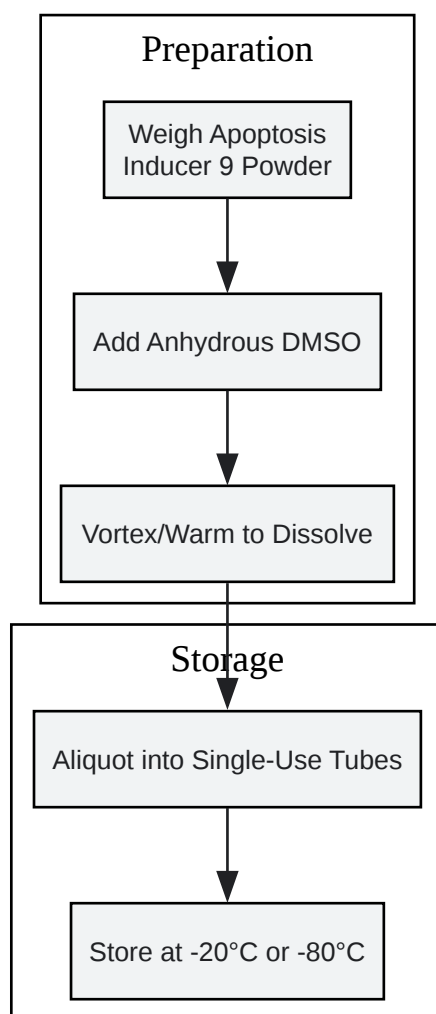 Preparation
Weigh Apoptosis
Inducer 9 Powder
Add Anhydrous DMSO
Vortex/Warm to Dissolve
Storage
Aliquot into Single-Use Tubes
Store at -20°C or -80°C